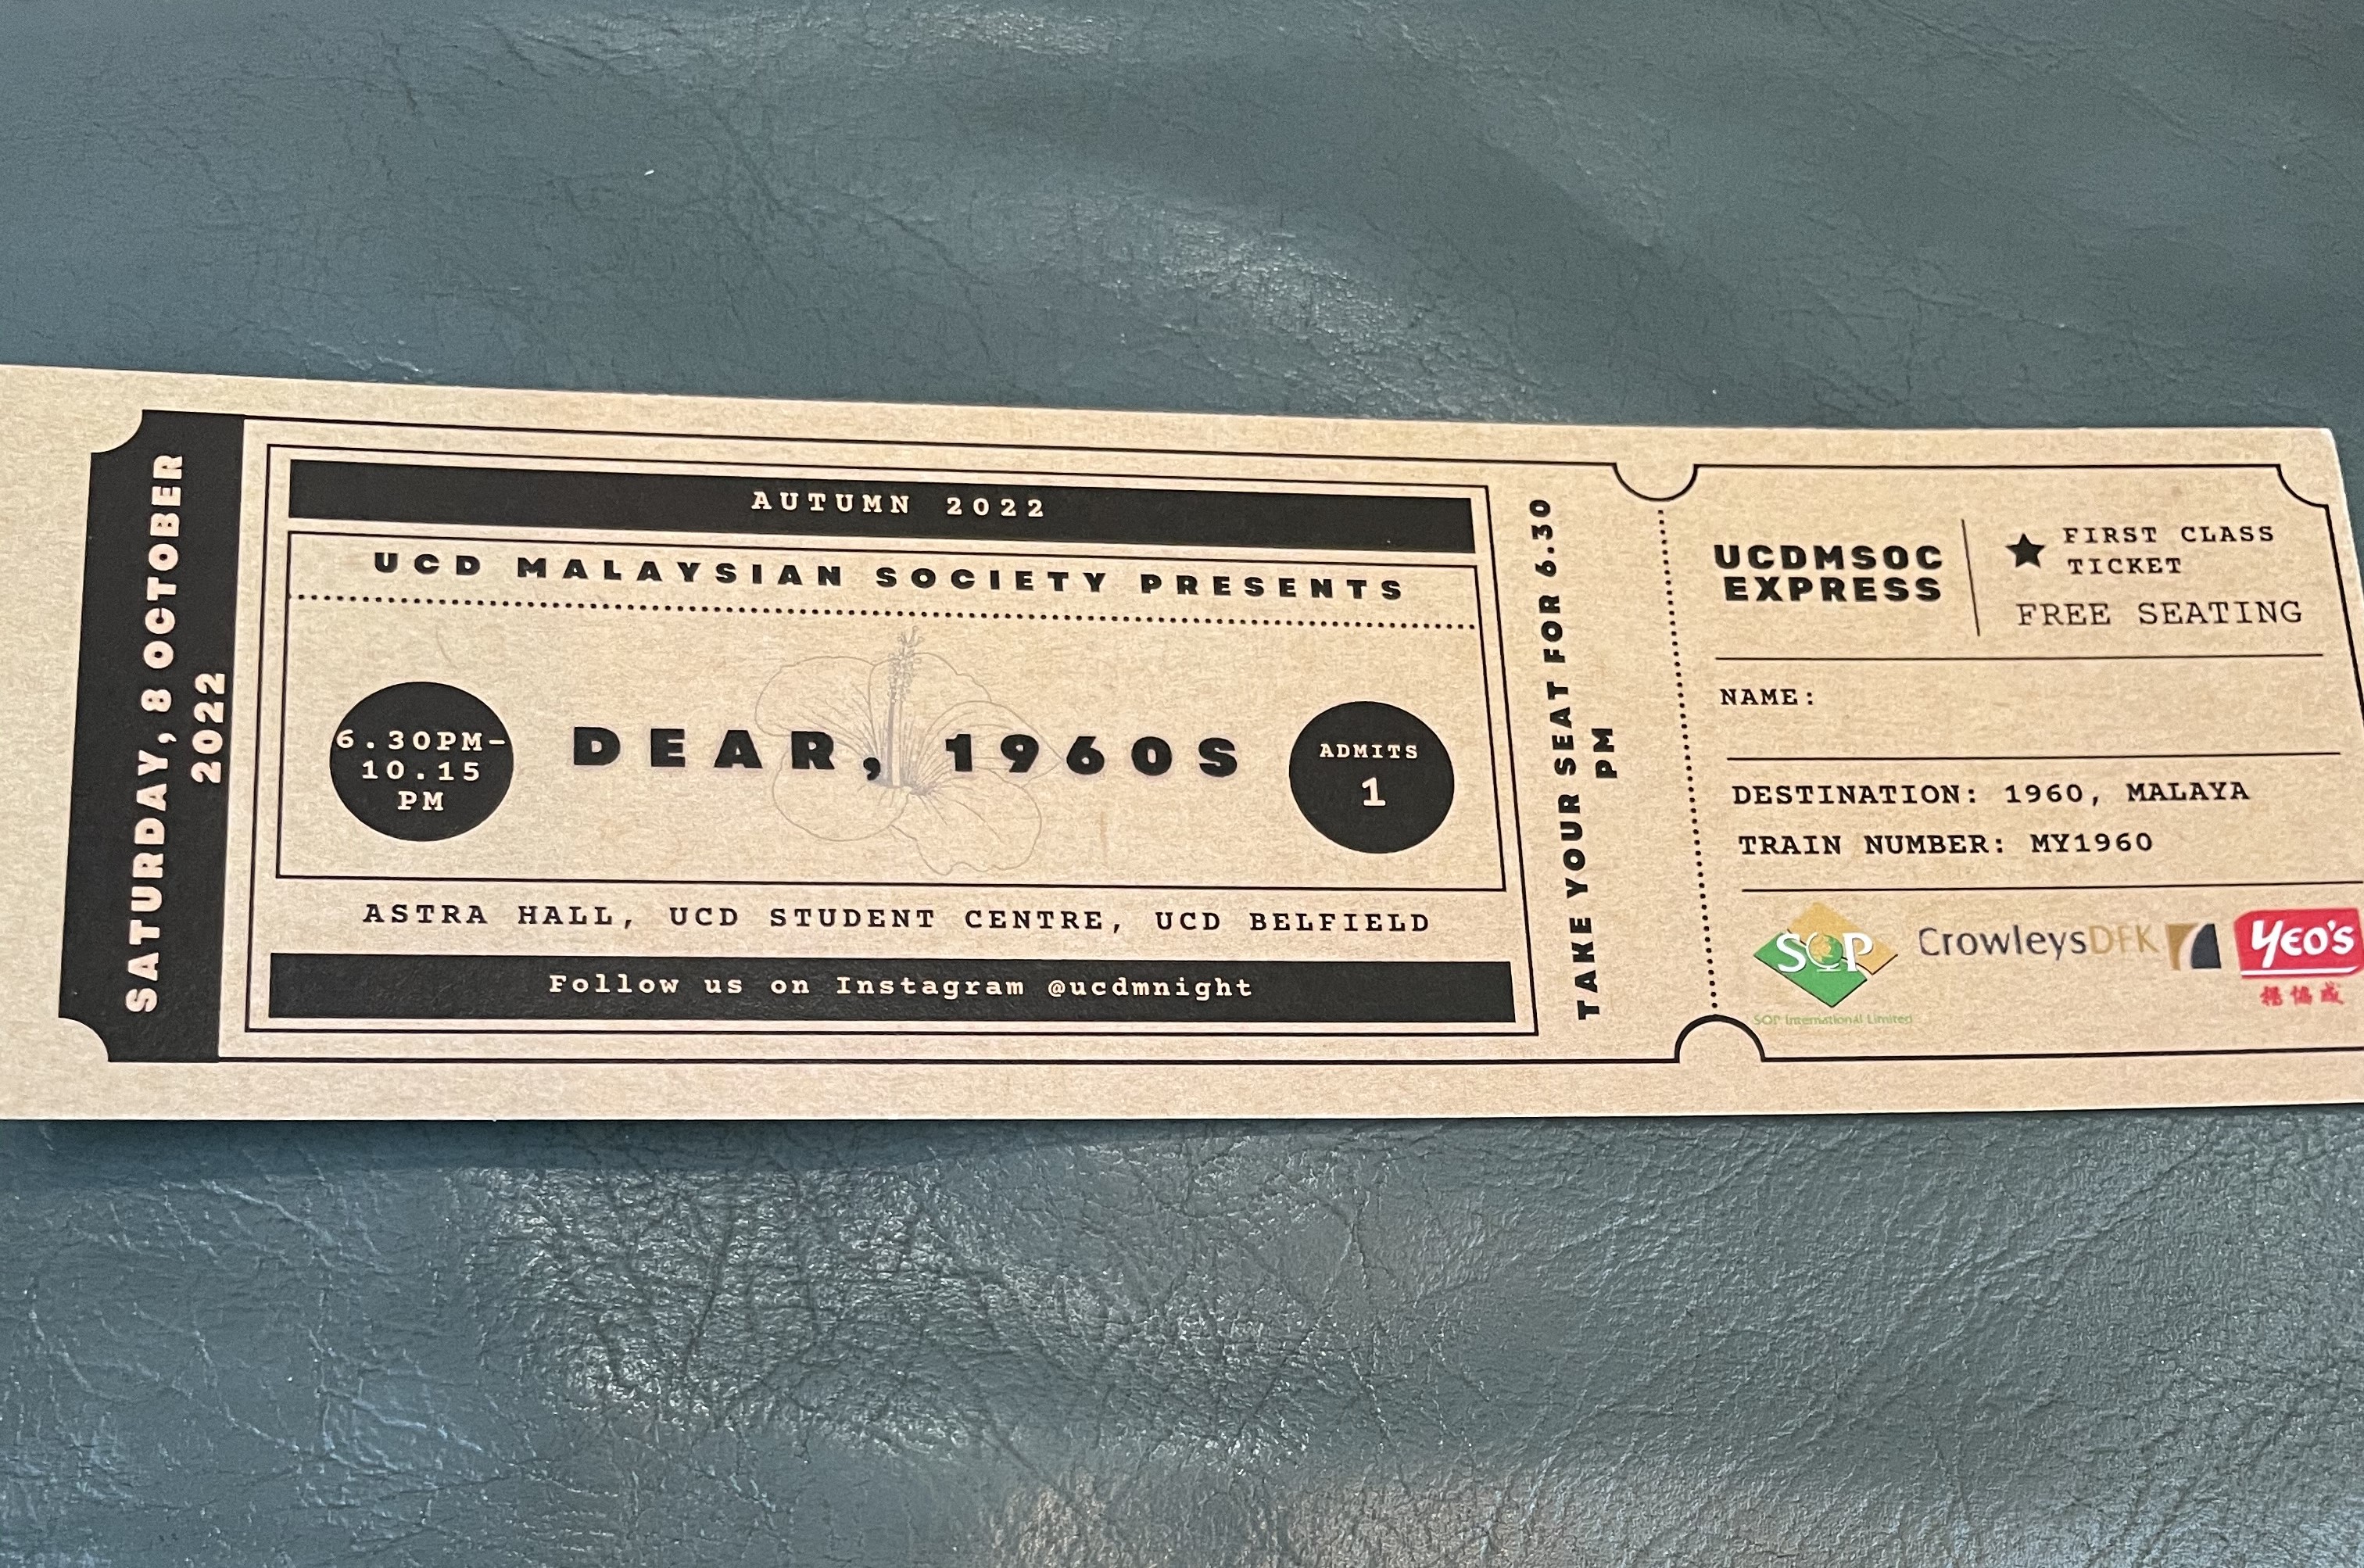 SATURDAY, 8 OCTOBER
2022
AUTUMN 2022
UCD MALAYSIAN SOCIETY PRESENTS
6.30PM-
10.15
PM
DEAR, 1960S
ADMITS
1
ASTRA HALL, UCD STUDENT CENTRE, UCD BELFIELD
Follow us on Instagram @ucdmnight
TAKE YOUR SEAT FOR 6.30
PM
UCDMSOC
EXPRESS
FIRST CLASS
TICKET
FREE SEATING
NAME:
DESTINATION: 1960, MALAYA
TRAIN NUMBER: MY1960
SOP
SOP International Limited
CrowleysDFK
YEO'S
楊協成